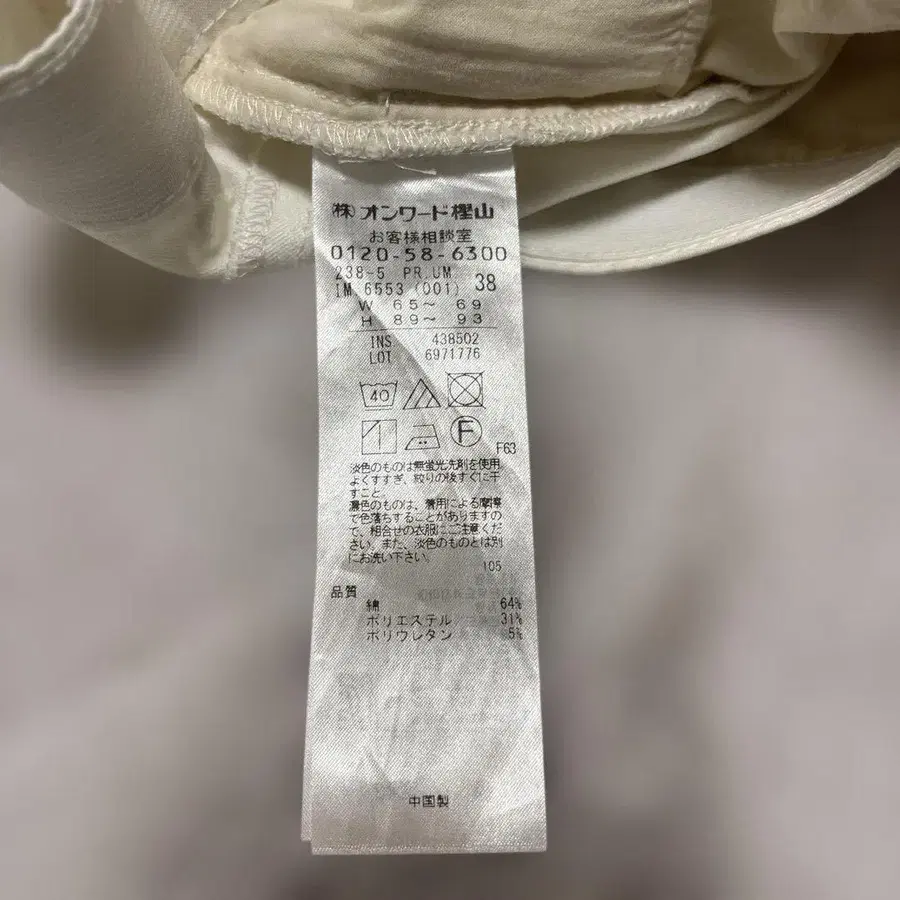 (株)オンワード樫山
お客様相談室
0120-58-6300
238-5 PR.UM
IM 6553 (001) 38
W 65~ 69
H 89~ 93
INS 438502
LOT 6971776
40
F
F63
淡色のものは無蛍光洗剤を使用
よくすすぎ、絞りの後すぐに干
すこと。
濃色のものは、着用による摩擦
で色落ちすることがありますの
で、組合せの衣服にご注意くだ
さい。また、淡色のものとは別
にお洗い下さい。
105
品質
綿 64%
ポリエステル 31%
ポリウレタン 5%
中国製